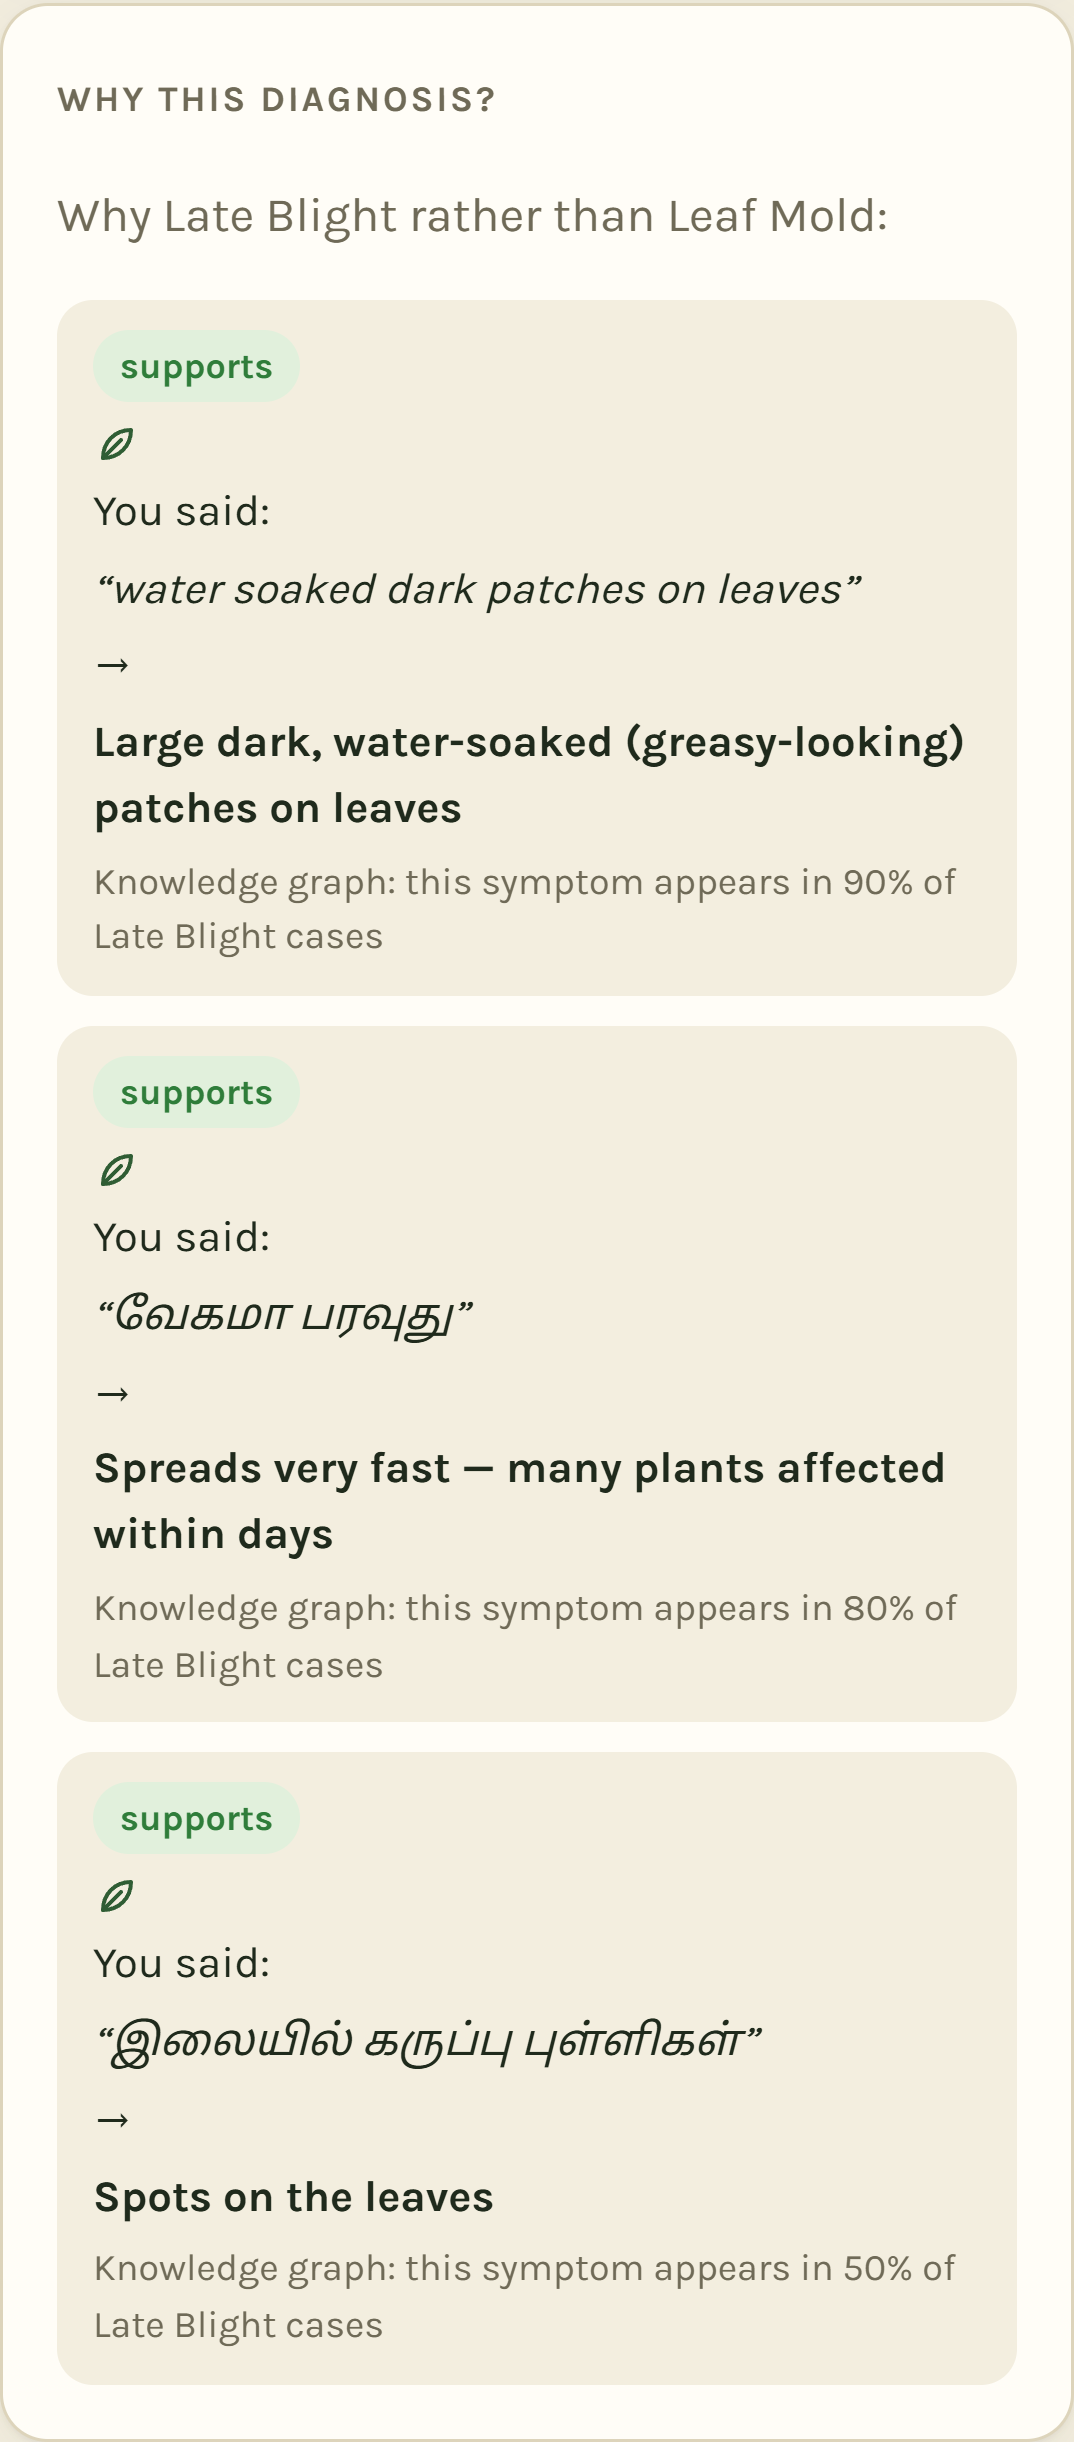 WHY THIS DIAGNOSIS?
Why Late Blight rather than Leaf Mold:
supports
You said:
“water soaked dark patches on leaves”
→
Large dark, water-soaked (greasy-looking)
patches on leaves
Knowledge graph: this symptom appears in 90% of
Late Blight cases
supports
You said:
“வேகமா பரவுது”
→
Spreads very fast — many plants affected
within days
Knowledge graph: this symptom appears in 80% of
Late Blight cases
supports
You said:
“இலையில் கருப்பு புள்ளிகள்”
→
Spots on the leaves
Knowledge graph: this symptom appears in 50% of
Late Blight cases